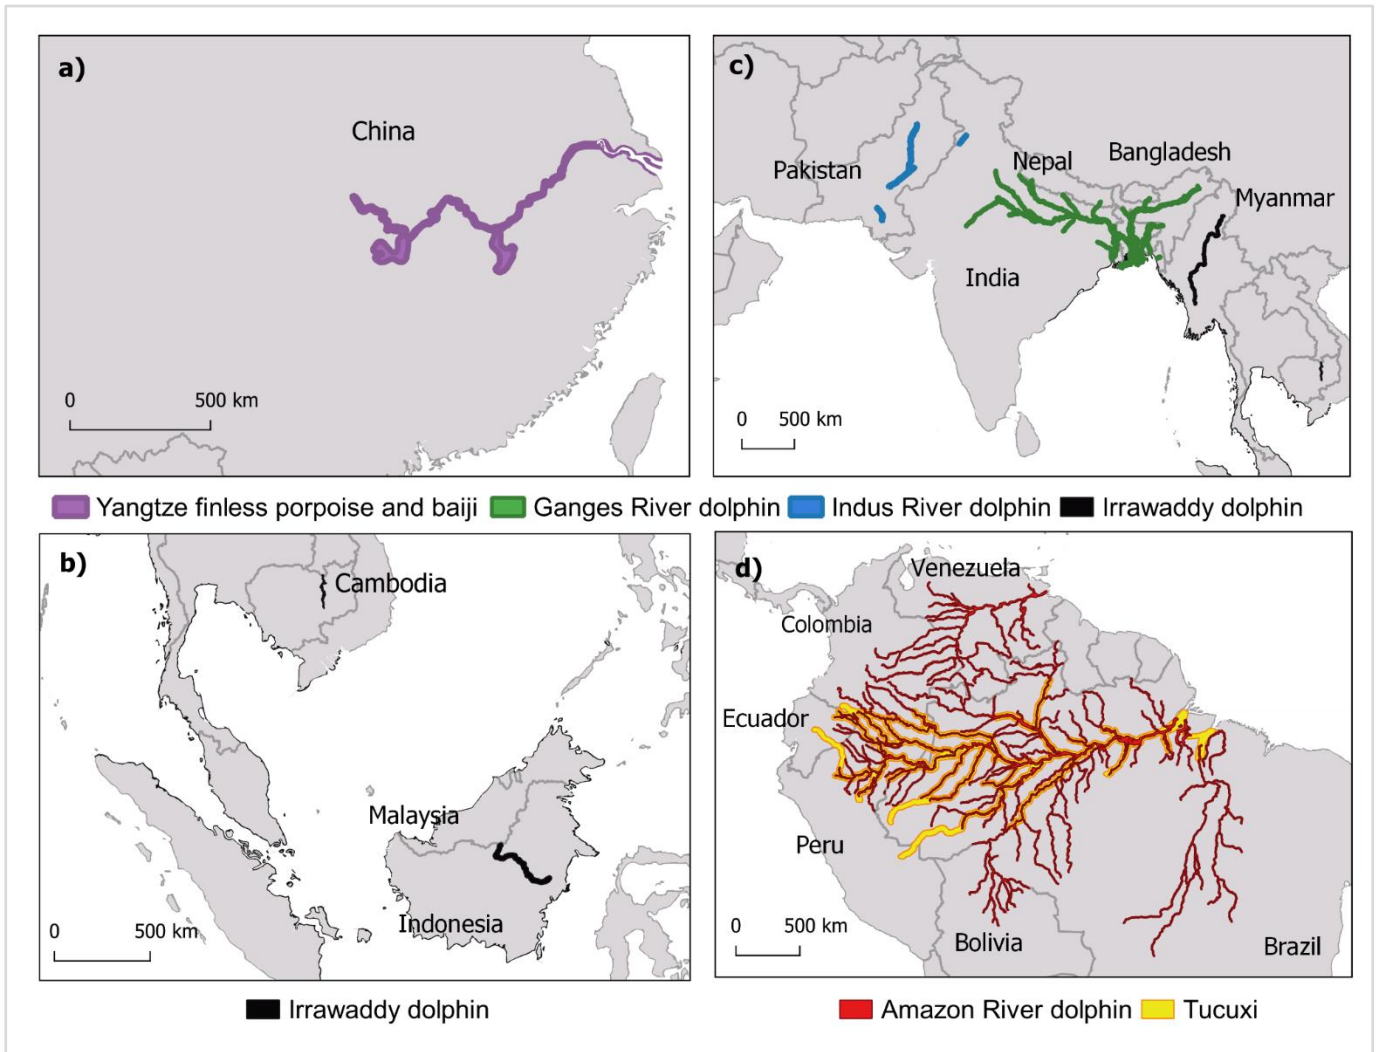 a)
China
0 500 km
c)
Pakistan
Nepal
Bangladesh
Myanmar
India
0 500 km
Yangtze finless porpoise and baiji Ganges River dolphin Indus River dolphin Irrawaddy dolphin
b)
Cambodia
Malaysia
Indonesia
0 500 km
Irrawaddy dolphin
d)
Venezuela
Colombia
Ecuador
Peru
Bolivia
Brazil
0 500 km
Amazon River dolphin Tucuxi